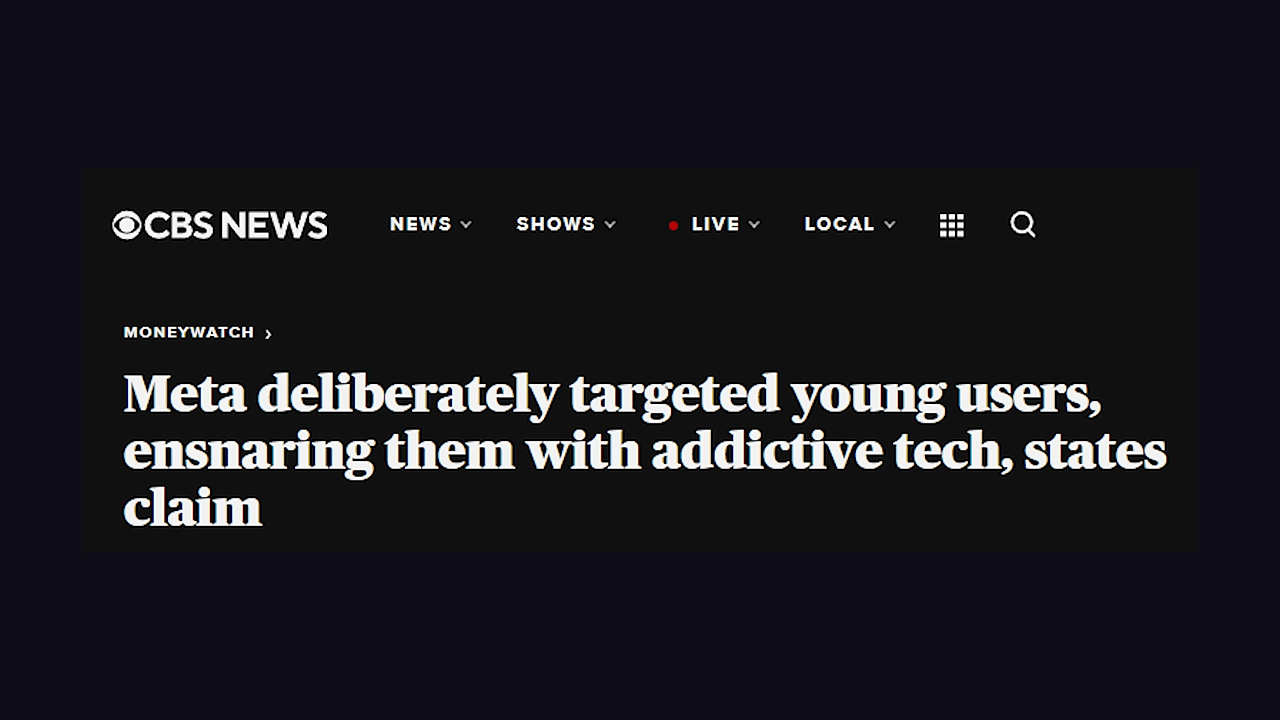 CBS NEWS NEWS SHOWS LIVE LOCAL
MONEYWATCH
Meta deliberately targeted young users,
ensnaring them with addictive tech, states
claim